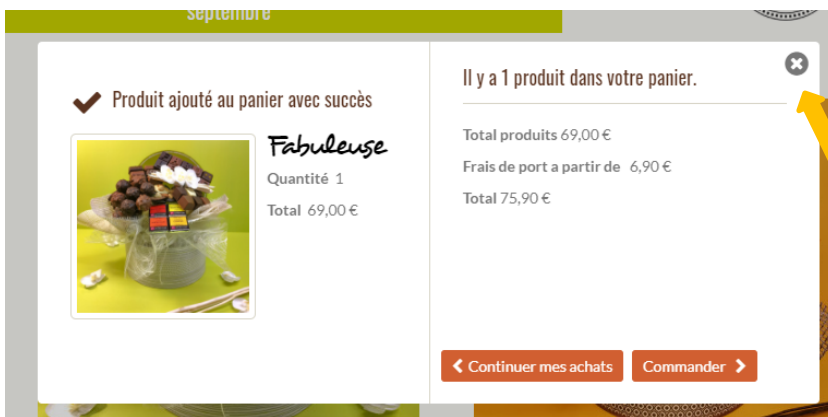 septembre
Produit ajouté au panier avec succès
Fabuleuse
Quantité 1
Total 69,00 €
Il y a 1 produit dans votre panier.
Total produits 69,00 €
Frais de port a partir de 6,90 €
Total 75,90 €
Continuer mes achats
Commander